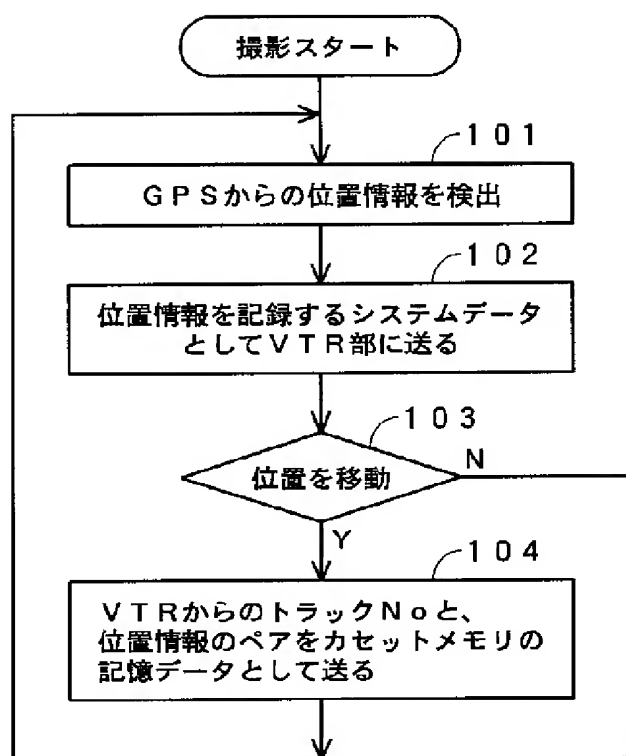 撮影スタート
101
GPSからの位置情報を検出
102
位置情報を記録するシステムデータ
としてVTR部に送る
103
位置を移動
N
Y
104
VTRからのトラックNoと、
位置情報のペアをカセットメモリの
記憶データとして送る